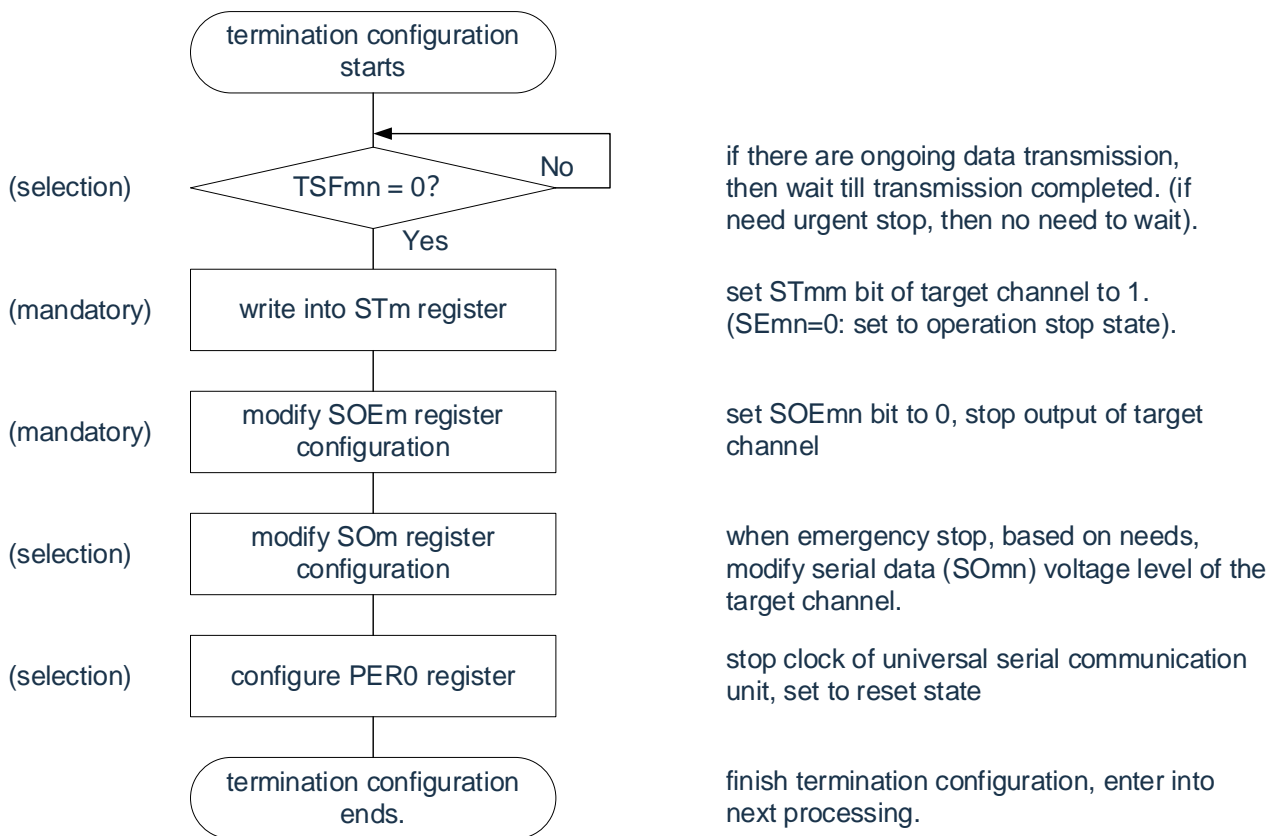 termination configuration
starts
(selection)
TSFmn = 0?
No
Yes
if there are ongoing data transmission,
then wait till transmission completed. (if
need urgent stop, then no need to wait).
(mandatory)
write into STm register
set STmm bit of target channel to 1.
(SEmn=0: set to operation stop state).
(mandatory)
modify SOEm register
configuration
set SOEmn bit to 0, stop output of target
channel
(selection)
modify SOm register
configuration
when emergency stop, based on needs,
modify serial data (SOmn) voltage level of the
target channel.
(selection)
configure PER0 register
stop clock of universal serial communication
unit, set to reset state
termination configuration
ends.
finish termination configuration, enter into
next processing.